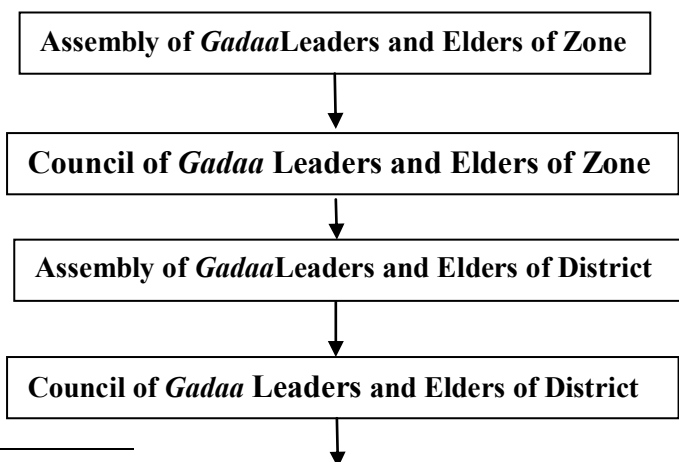 Assembly of GadaaLeaders and Elders of Zone
Council of Gadaa Leaders and Elders of Zone
Assembly of GadaaLeaders and Elders of District
Council of Gadaa Leaders and Elders of District